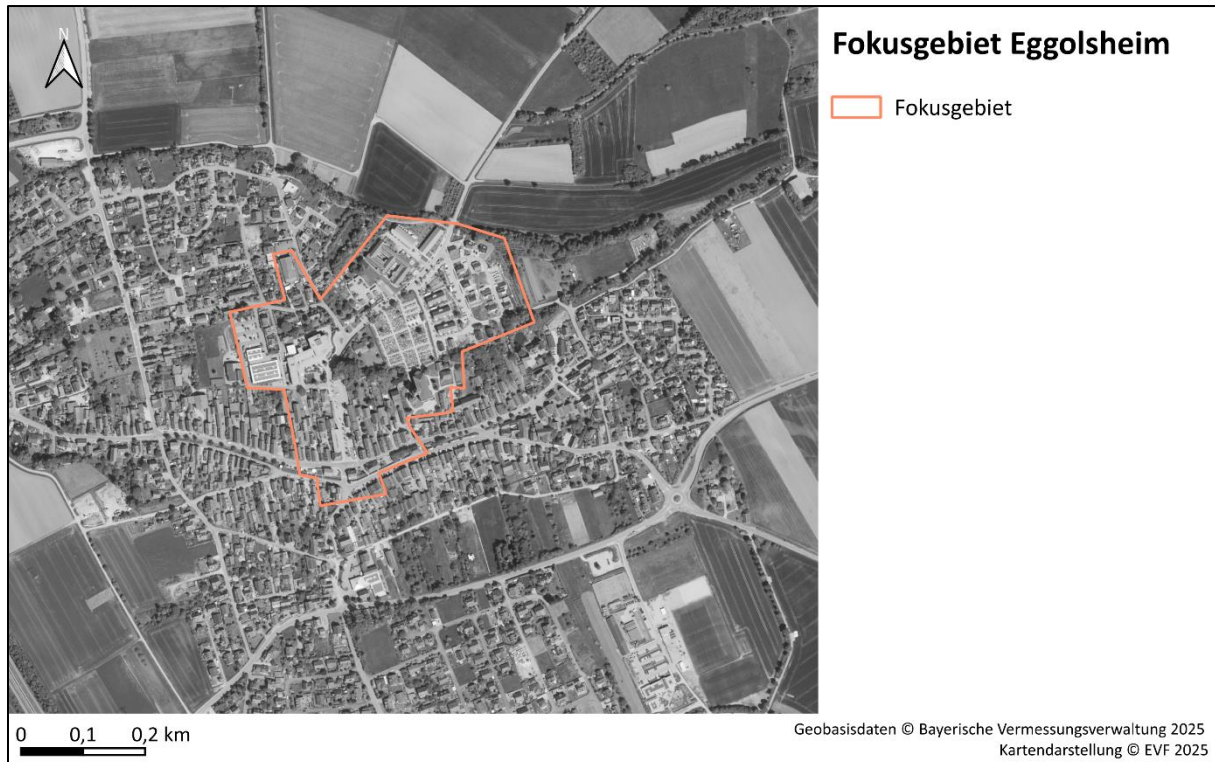 N
Fokusgebiet Eggolsheim
Fokusgebiet
0 0,1 0,2 km
Geobasisdaten © Bayerische Vermessungsverwaltung 2025
Kartendarstellung © EVF 2025